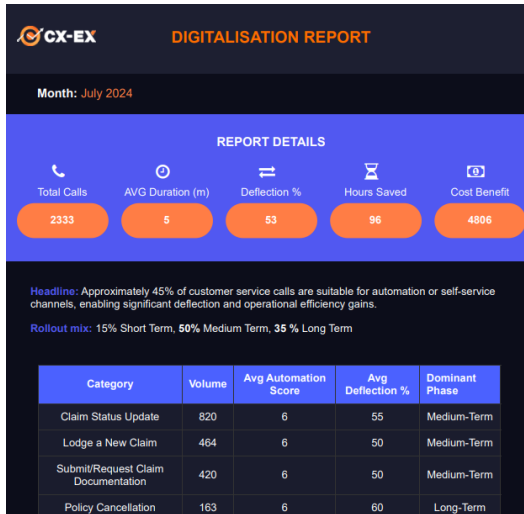 CX-EX
DIGITALISATION REPORT
Month: July 2024
REPORT DETAILS
Total Calls
2333
AVG Duration (m)
5
Deflection %
53
Hours Saved
96
Cost Benefit
4806
Headline: Approximately 45% of customer service calls are suitable for automation or self-service
channels, enabling significant deflection and operational efficiency gains.
Rollout mix: 15% Short Term, 50% Medium Term, 35 % Long Term
Category Volume Avg Automation Score Avg Deflection % Dominant Phase
Claim Status Update 820 6 55 Medium-Term
Lodge a New Claim 464 6 50 Medium-Term
Submit/Request Claim Documentation 420 6 50 Medium-Term
Policy Cancellation 163 6 60 Long-Term